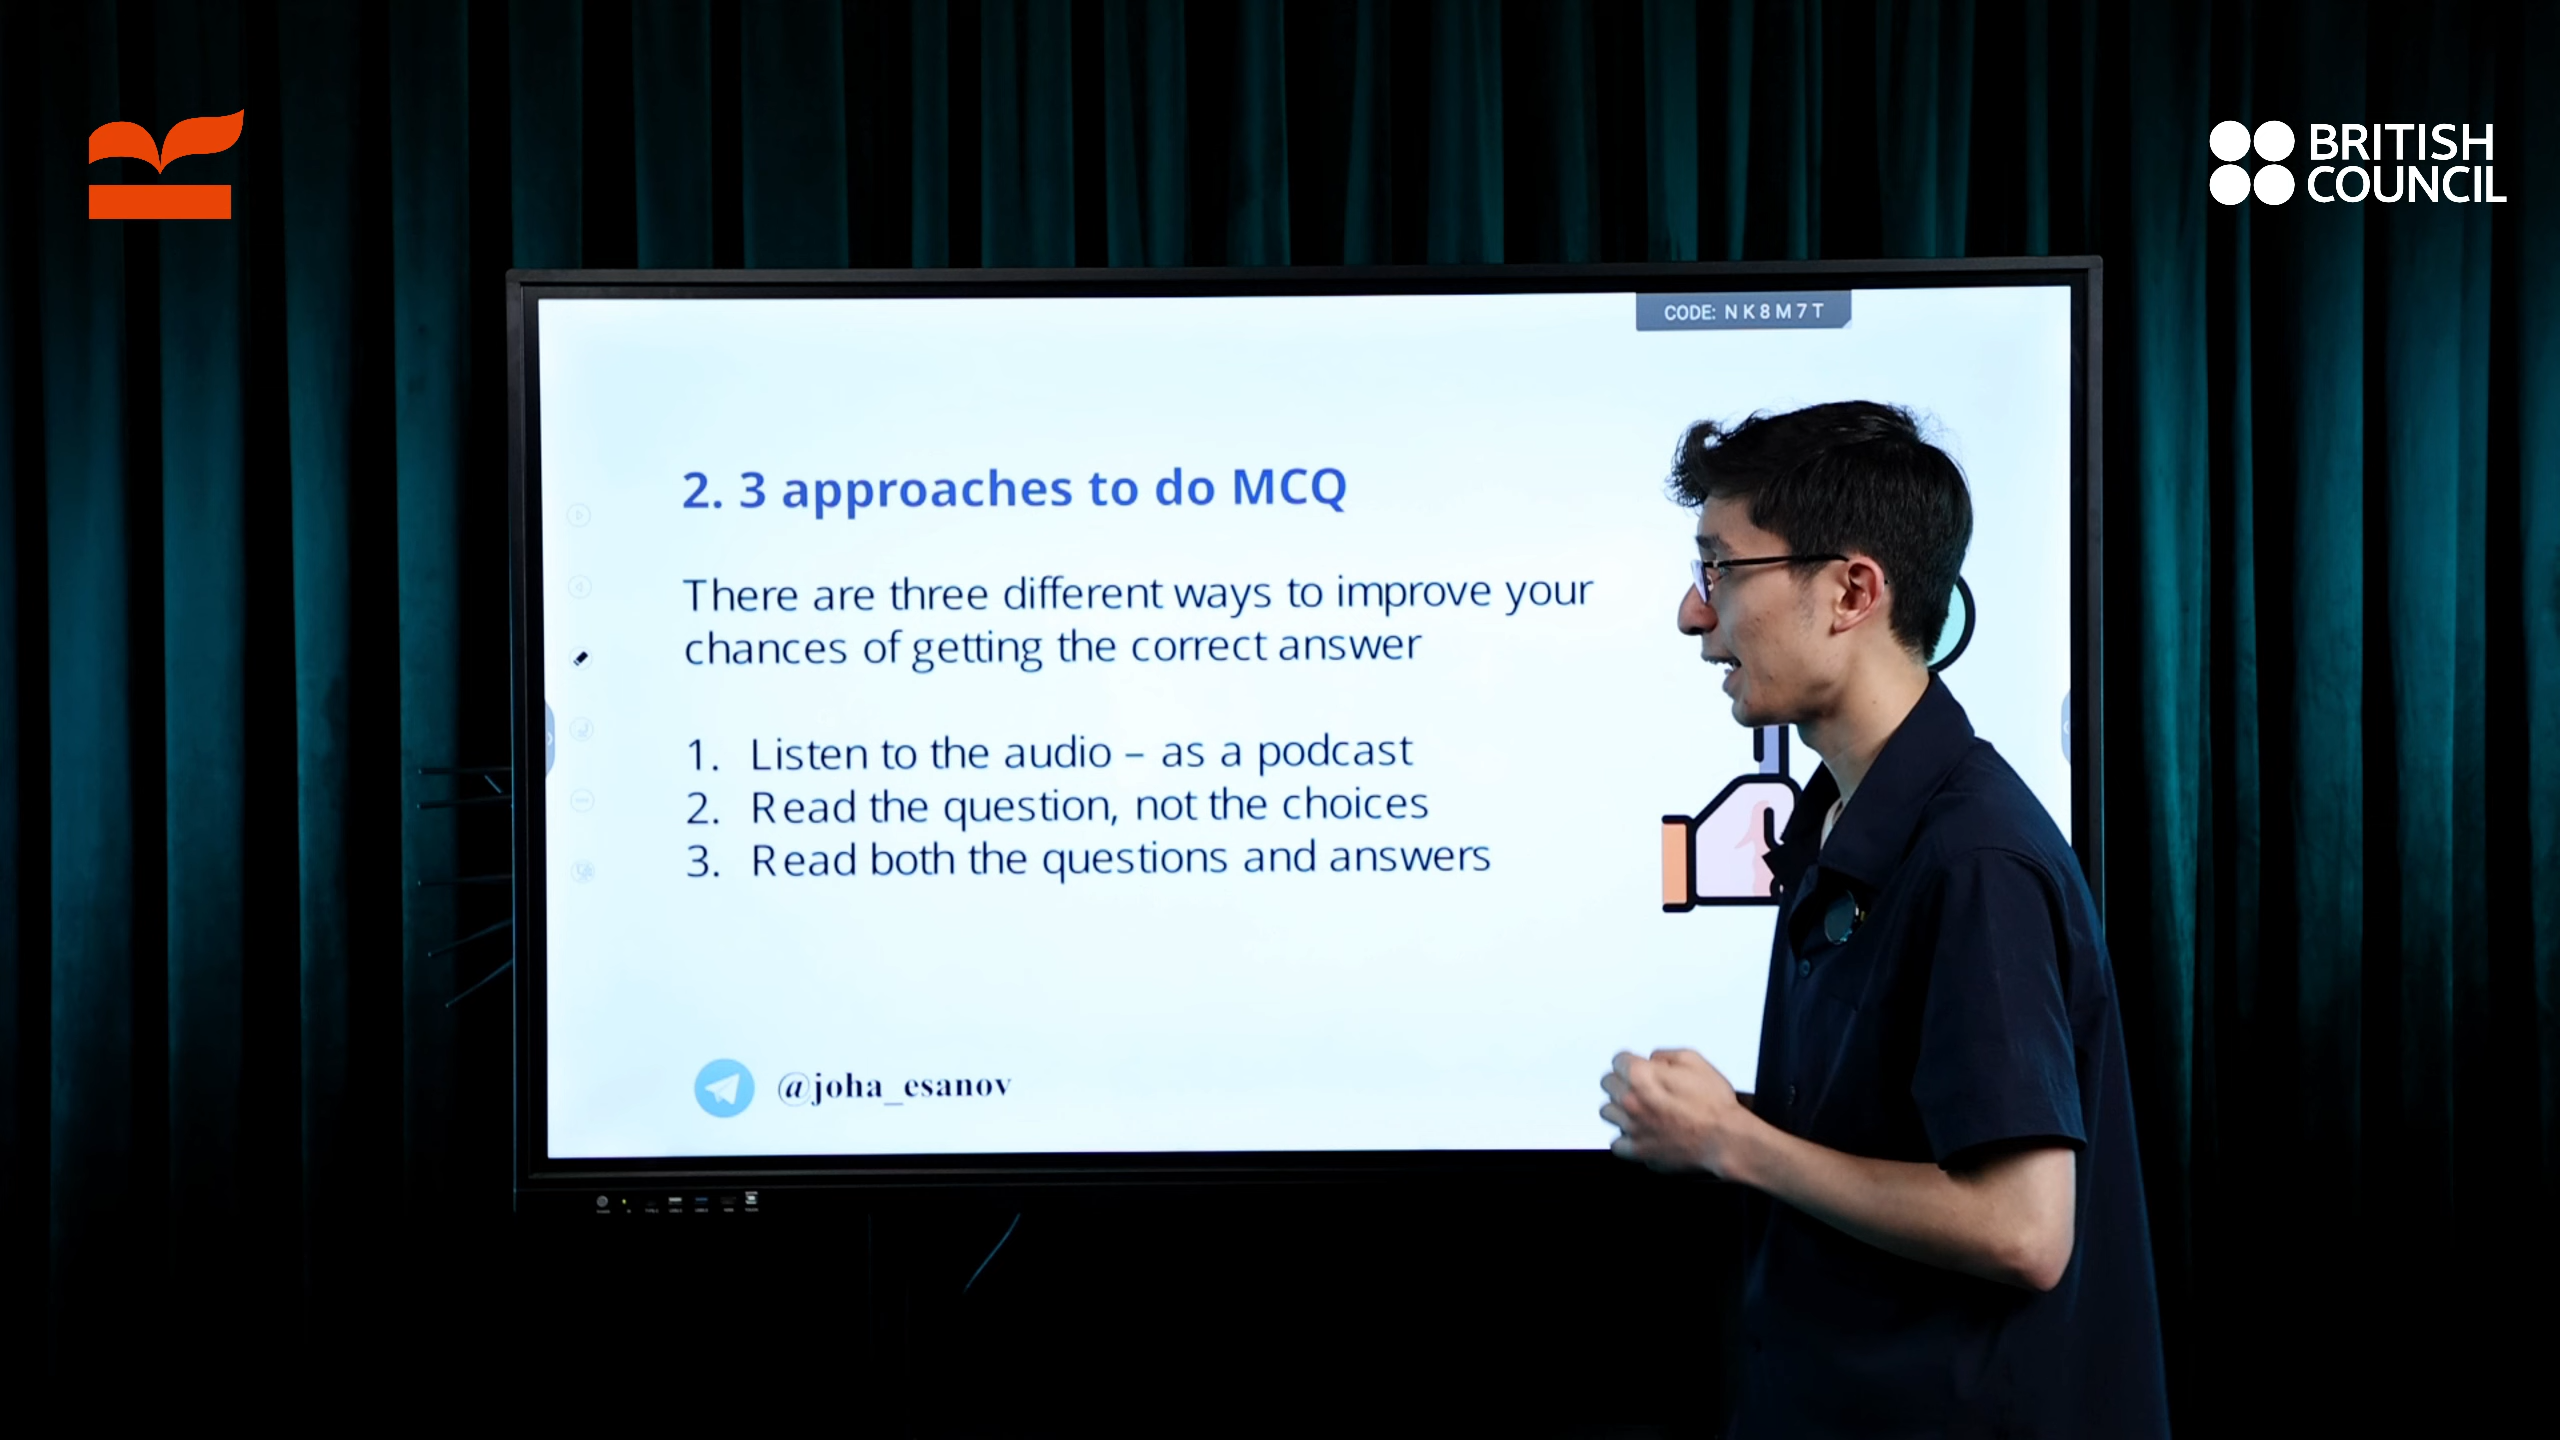 BRITISH
COUNCIL
CODE: NK8M7T
2. 3 approaches to do MCQ
There are three different ways to improve your
chances of getting the correct answer
1. Listen to the audio – as a podcast
2. Read the question, not the choices
3. Read both the questions and answers
@joha_esanov